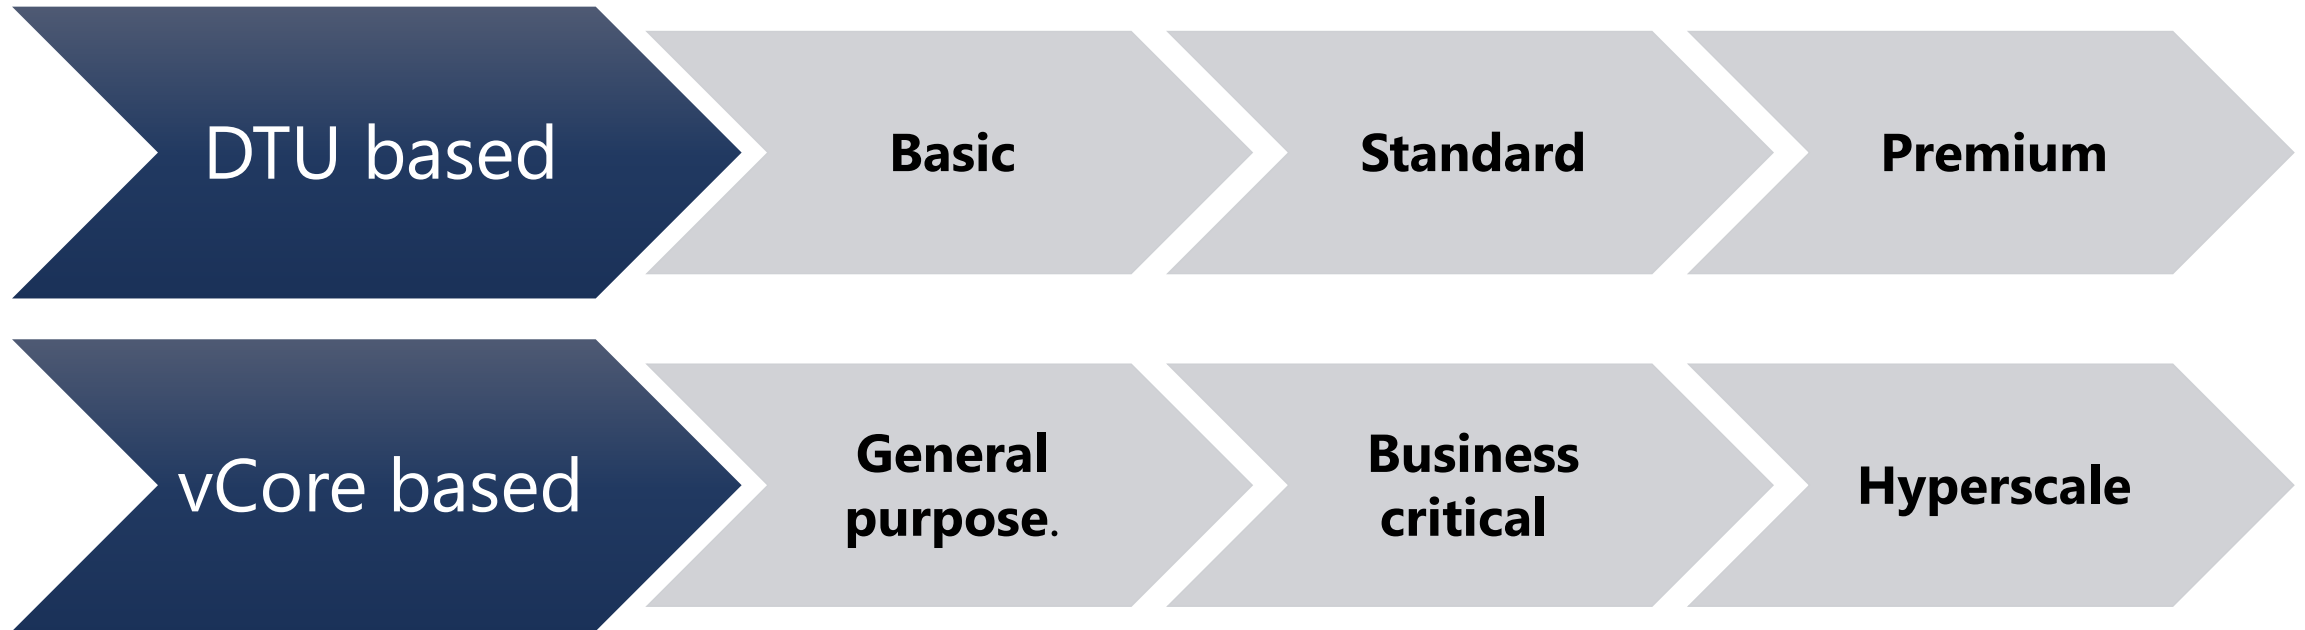 DTU based
Basic
Standard
Premium
vCore based
General
purpose.
Business
critical
Hyperscale